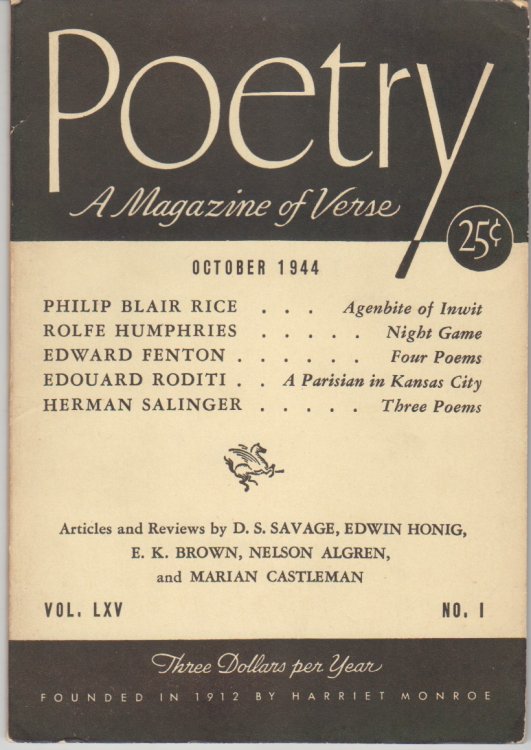 Poetry
A Magazine of Verse
25¢
OCTOBER 1944
PHILIP BLAIR RICE . . . Agenbite of Inwit
ROLFE HUMPHRIES . . . . . Night Game
EDWARD FENTON . . . . . . Four Poems
EDOUARD RODITI . . A Parisian in Kansas City
HERMAN SALINGER . . . . . Three Poems
Articles and Reviews by D. S. SAVAGE, EDWIN HONIG,
E. K. BROWN, NELSON ALGREN,
and MARIAN CASTLEMAN
VOL. LXV NO. I
Three Dollars per Year
FOUNDED IN 1912 BY HARRIET MONROE